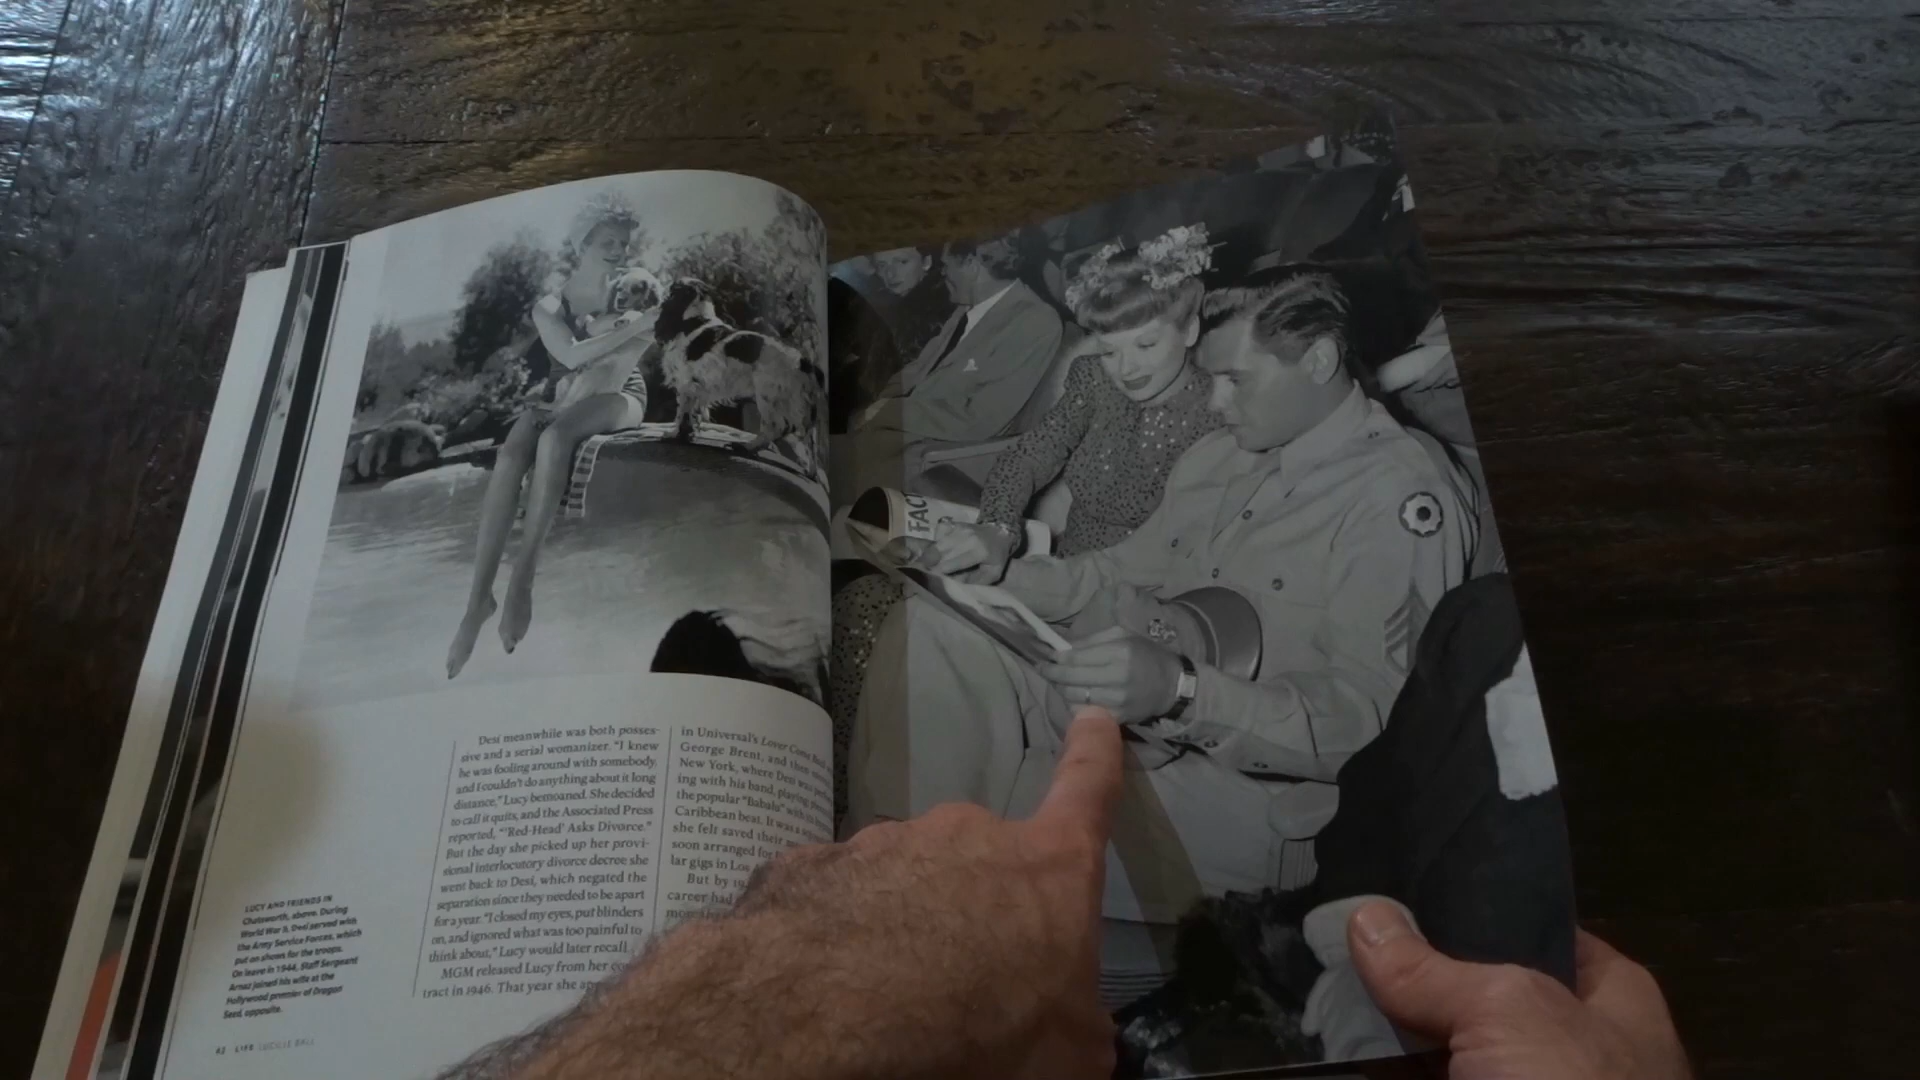 Desi meanwhile was both posses-
sive and a serial womanizer. "I knew
he was fooling around with somebody,
and I couldn't do anything about it long
distance," Lucy bemoaned. She decided
to call it quits, and the Associated Press
reported, "'Red-Head' Asks Divorce."
But the day she picked up her provi-
sional interlocutory divorce decree she
went back to Desi, which negated the
separation since they needed to be apart
for a year. "I closed my eyes, put blinders
on, and ignored what was too painful to
think about," Lucy would later recall.
MGM released Lucy from her
tract in 1946. That year she
in Universal's Lover Come Back
George Brent, and then
New York, where Desi was
ing with his band, playing
the popular "Babalu" with its
Caribbean beat. It was a
she felt saved their
soon arranged for
lar gigs in Los
But by
career had
LUCY AND FRIENDS IN
Chatsworth, above. During
World War II, Desi served with
the Army Service Forces, which
put on shows for the troops.
On leave in 1944, Staff Sergeant
Arnaz joined his wife at the
Hollywood premier of Dragon
Seed, opposite.
62 LIFE LUCILLE BALL
FACT